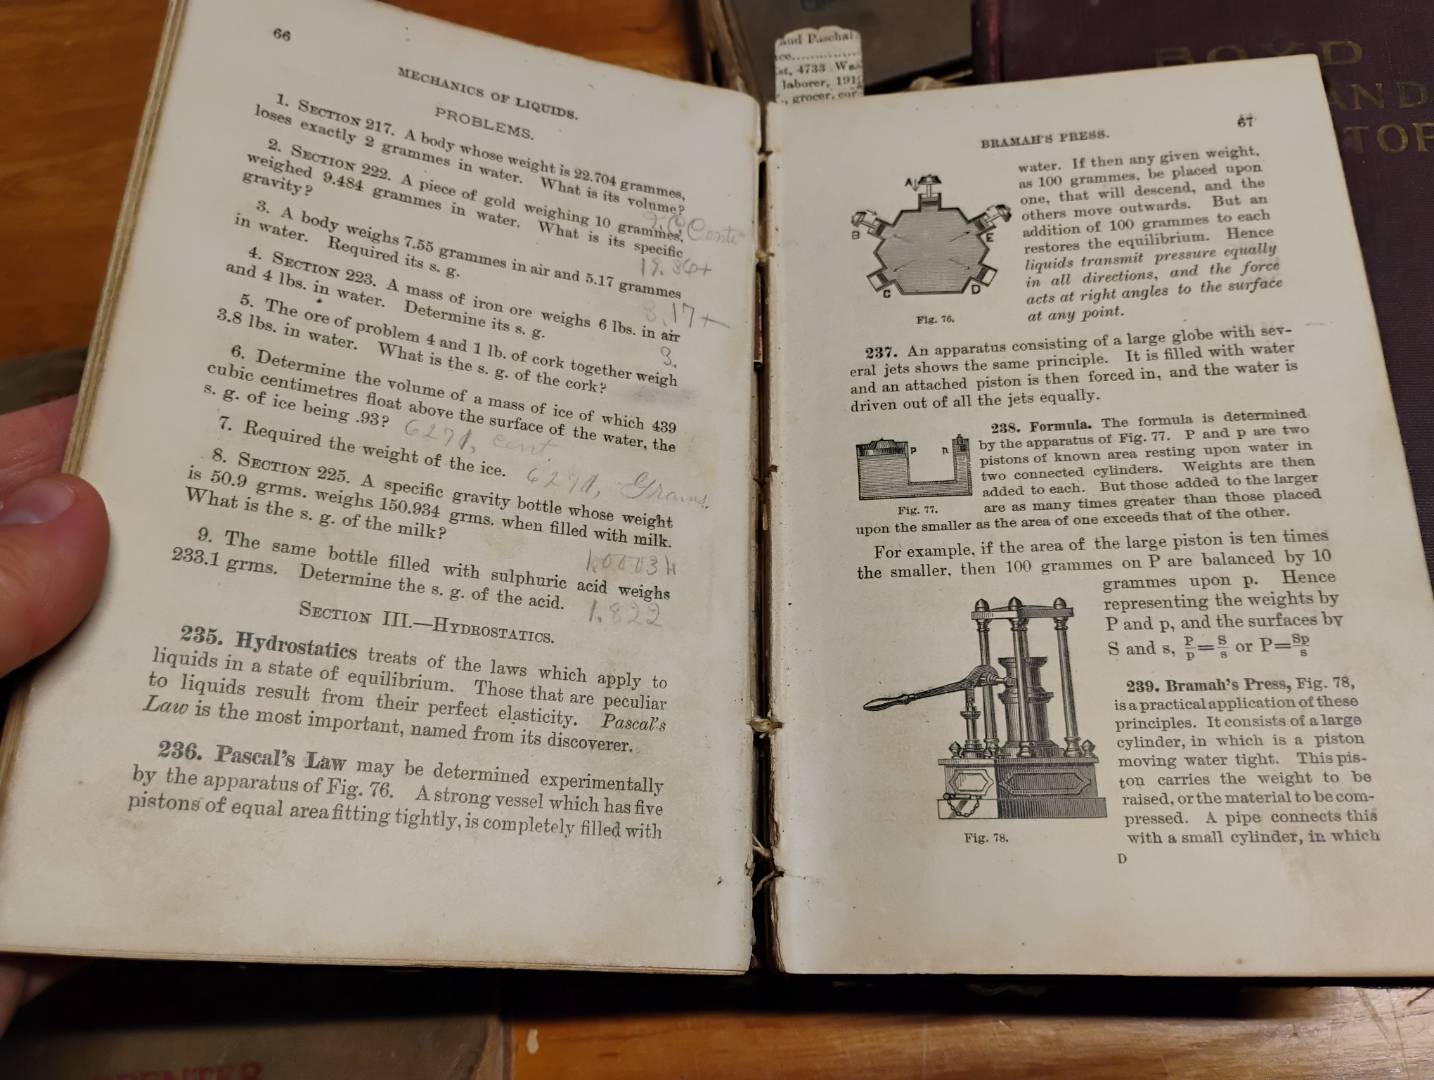 66
MECHANICS OF LIQUIDS.
PROBLEMS.
1. SECTION 217. A body whose weight is 22.704 grammes,
loses exactly 2 grammes in water. What is its volume?
2. SECTION 222. A piece of gold weighing 10 grammes,
weighed 9.484 grammes in water. What is its specific
gravity?
19.36+
3. A body weighs 7.55 grammes in air and 5.17 grammes
in water. Required its s. g.
3.17+
4. SECTION 223. A mass of iron ore weighs 6 lbs. in air
and 4 lbs. in water. Determine its s. g.
3.
5. The ore of problem 4 and 1 lb. of cork together weigh
3.8 lbs. in water. What is the s. g. of the cork?
6. Determine the volume of a mass of ice of which 439
cubic centimetres float above the surface of the water, the
s. g. of ice being .93? 6271, cent.
7. Required the weight of the ice. 6271, Grams,
8. SECTION 225. A specific gravity bottle whose weight
is 50.9 grms. weighs 150.934 grms. when filled with milk.
What is the s. g. of the milk?
1.00034
9. The same bottle filled with sulphuric acid weighs
233.1 grms. Determine the s. g. of the acid. 1.822
SECTION III.—HYDROSTATICS.
235. Hydrostatics treats of the laws which apply to
liquids in a state of equilibrium. Those that are peculiar
to liquids result from their perfect elasticity. Pascal's
Law is the most important, named from its discoverer.
236. Pascal's Law may be determined experimentally
by the apparatus of Fig. 76. A strong vessel which has five
pistons of equal area fitting tightly, is completely filled with
and Paschal
4733 Wa
laborer, 191
grocer, cor
BOYD
AND
TOR
BRAMAH'S PRESS.
67
A
B
E
C
D
Fig. 76.
water. If then any given weight,
as 100 grammes, be placed upon
one, that will descend, and the
others move outwards. But an
addition of 100 grammes to each
restores the equilibrium. Hence
liquids transmit pressure equally
in all directions, and the force
acts at right angles to the surface
at any point.
237. An apparatus consisting of a large globe with sev-
eral jets shows the same principle. It is filled with water
and an attached piston is then forced in, and the water is
driven out of all the jets equally.
238. Formula. The formula is determined
by the apparatus of Fig. 77. P and p are two
pistons of known area resting upon water in
two connected cylinders. Weights are then
added to each. But those added to the larger
are as many times greater than those placed
Fig. 77.
upon the smaller as the area of one exceeds that of the other.
For example, if the area of the large piston is ten times
the smaller, then 100 grammes on P are balanced by 10
grammes upon p. Hence
representing the weights by
P and p, and the surfaces by
S and s, P/p=S/s or P=Sp/s
239. Bramah's Press, Fig. 78,
is a practical application of these
principles. It consists of a large
cylinder, in which is a piston
moving water tight. This pis-
ton carries the weight to be
raised, or the material to be com-
pressed. A pipe connects this
with a small cylinder, in which
Fig. 78.
D